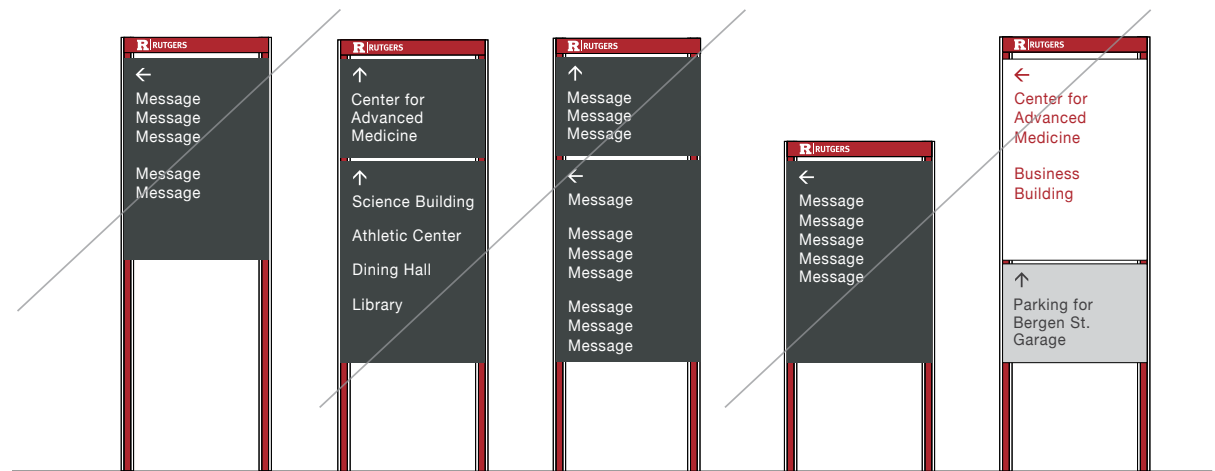 R RUTGERS
←
Message
Message
Message
Message
Message
R RUTGERS
↑
Center for
Advanced
Medicine
↑
Science Building
Athletic Center
Dining Hall
Library
R RUTGERS
↑
Message
Message
Message
←
Message
Message
Message
Message
Message
Message
Message
R RUTGERS
←
Message
Message
Message
Message
Message
R RUTGERS
←
Center for
Advanced
Medicine
Business
Building
↑
Parking for
Bergen St.
Garage